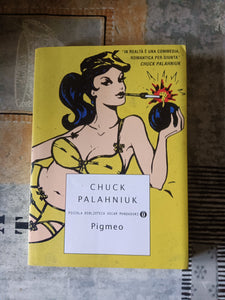 "IN REALTÀ È UNA COMMEDIA,
ROMANTICA PER GIUNTA"
CHUCK PALAHNIUK
CHUCK
PALAHNIUK
PICCOLA BIBLIOTECA OSCAR MONDADORI
Pigmeo